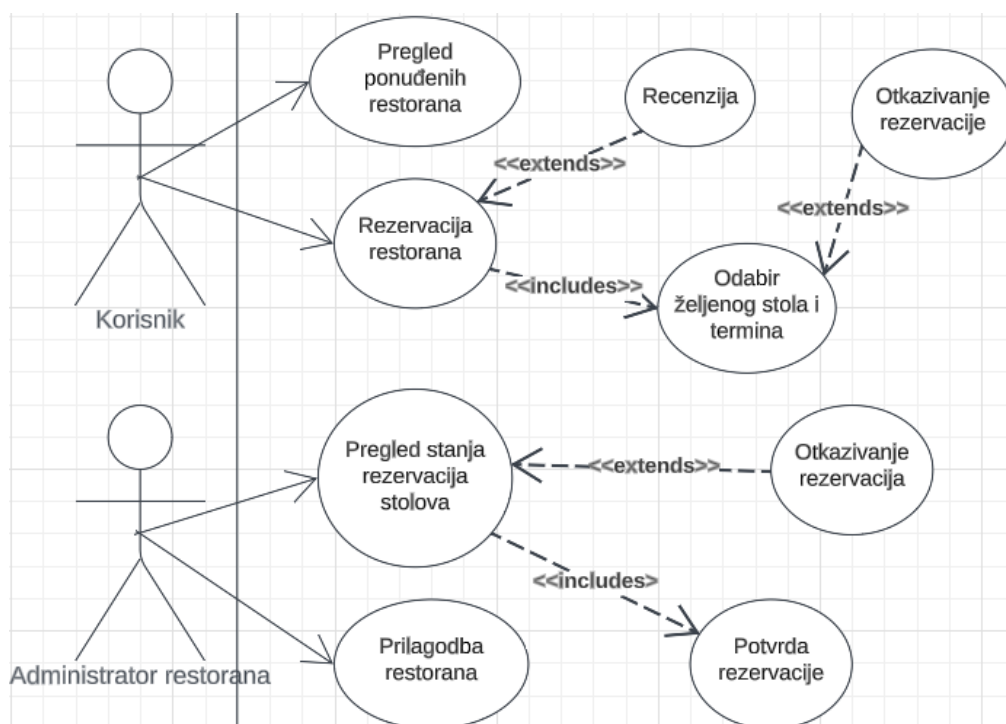 Pregled
ponuđenih
restorana
Recenzija
Otkazivanje
rezervacije
<<extends>>
<<extends>>
Rezervacija
restorana
<<includes>>
Odabir
željenog stola i
termina
Korisnik
Pregled stanja
rezervacija
stolova
<<extends>>
Otkazivanje
rezervacija
<<includes>
Prilagodba
restorana
Potvrda
rezervacije
Administrator restorana